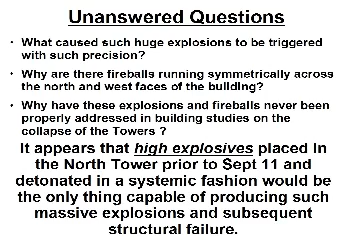 Unanswered Questions
• What caused such huge explosions to be triggered
with such precision?
• Why are there fireballs running symmetrically across
the north and west faces of the building?
• Why have these explosions and fireballs never been
properly addressed in building studies on the
collapse of the Towers ?
It appears that high explosives placed in
the North Tower prior to Sept 11 and
detonated in a systemic fashion would be
the only thing capable of producing such
massive explosions and subsequent
structural failure.